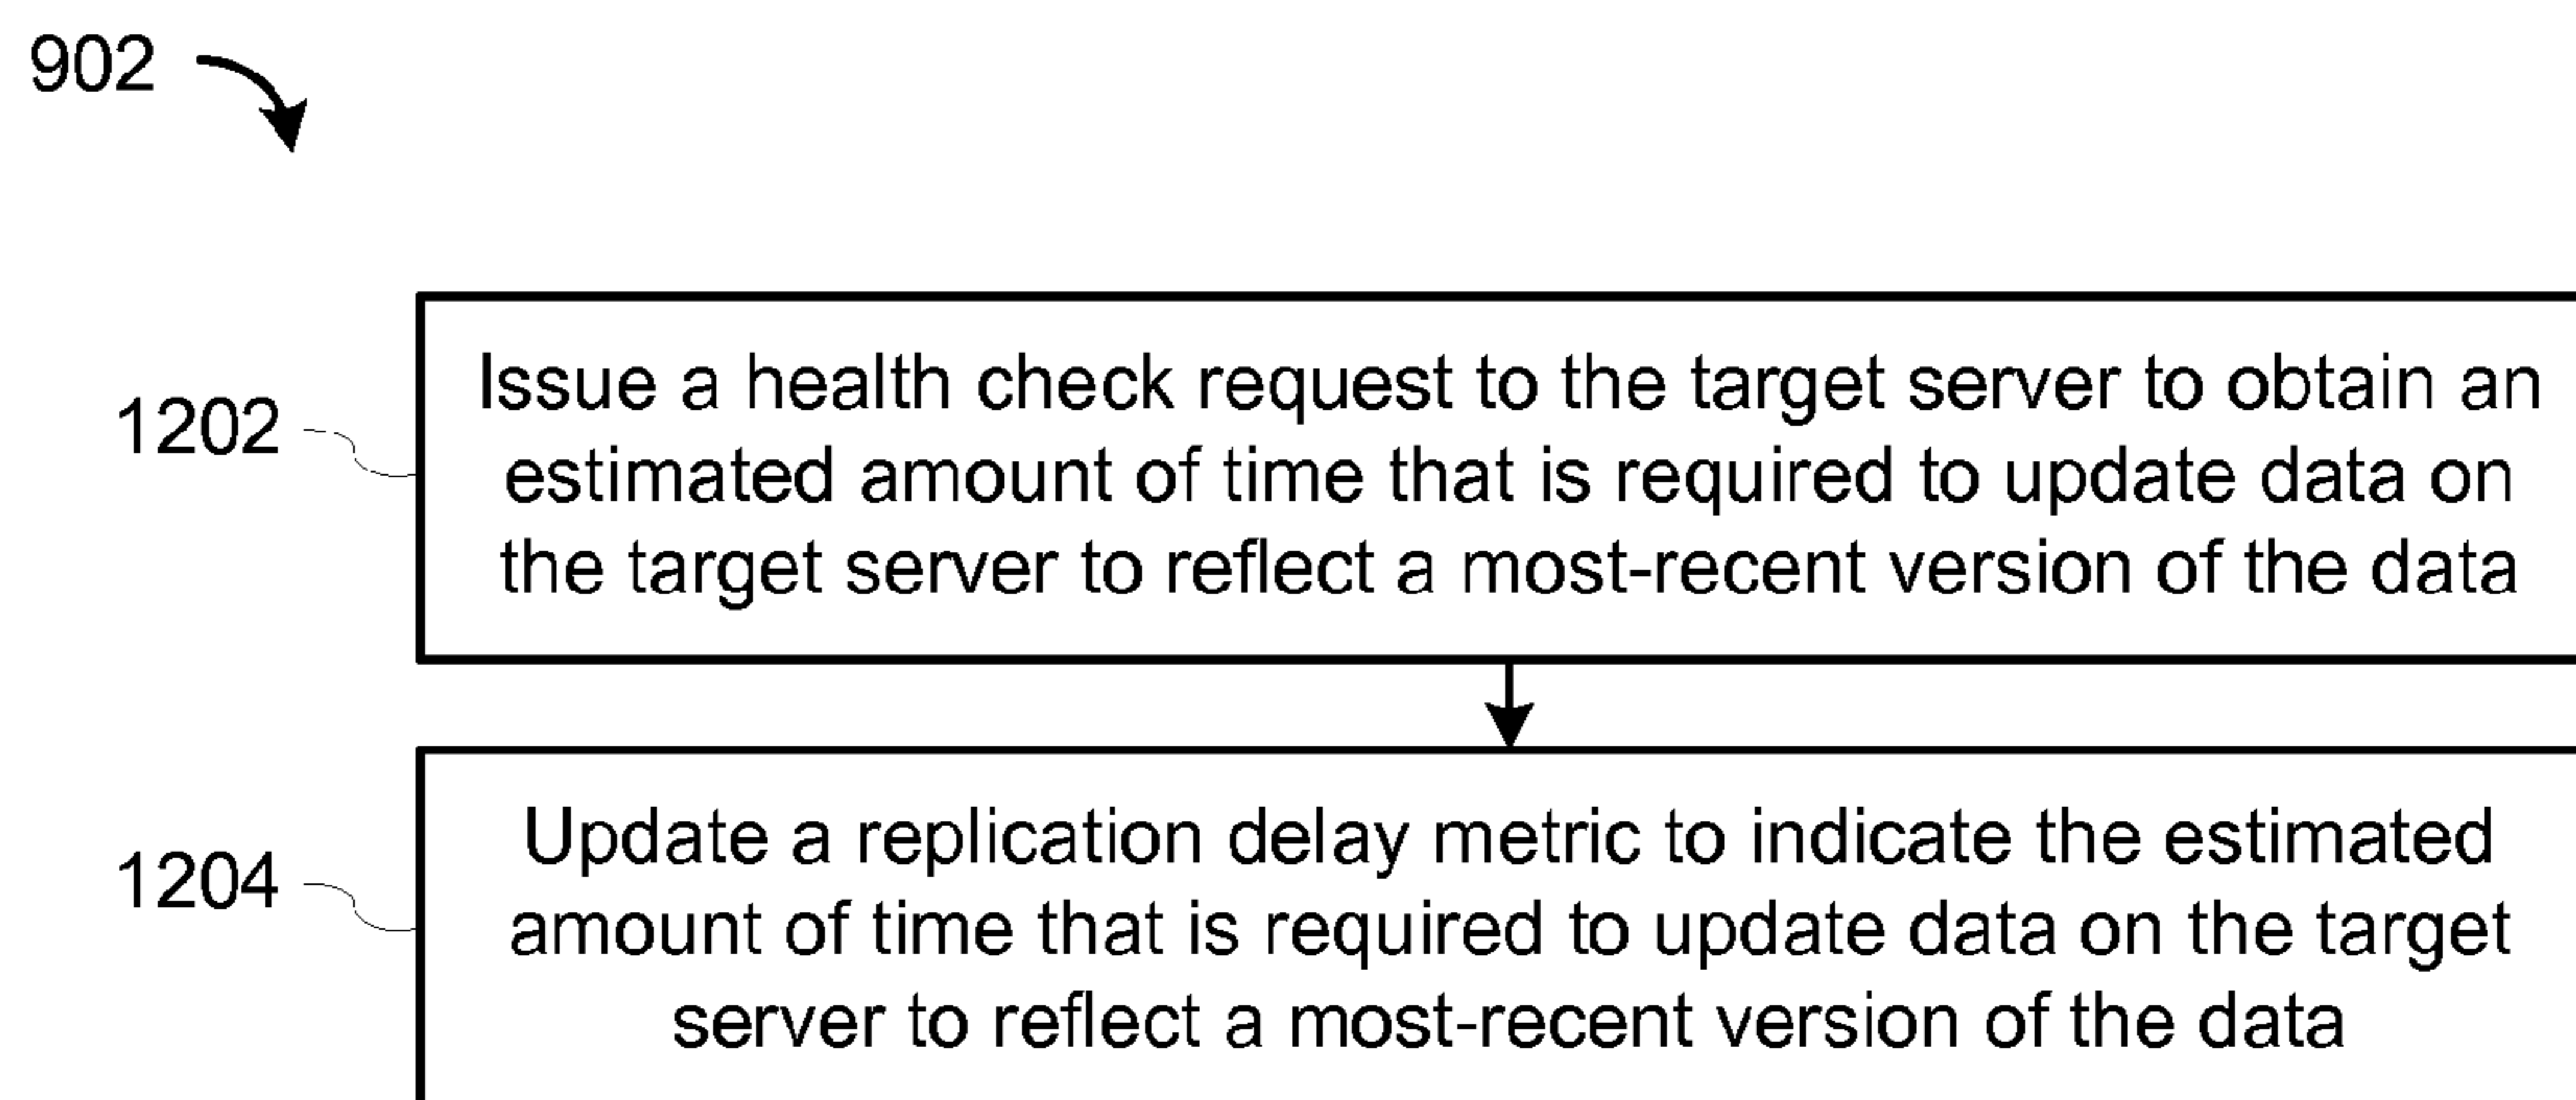 902
1202
Issue a health check request to the target server to obtain an
estimated amount of time that is required to update data on
the target server to reflect a most-recent version of the data
1204
Update a replication delay metric to indicate the estimated
amount of time that is required to update data on the target
server to reflect a most-recent version of the data